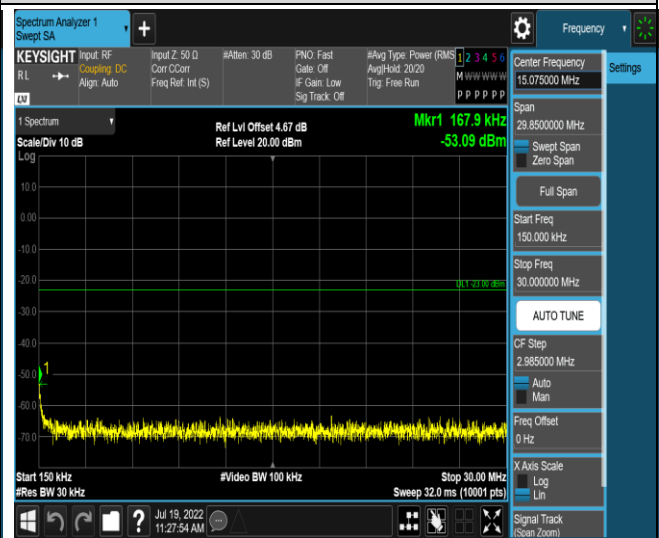 Spectrum Analyzer 1
Swept SA
Frequency
KEYSIGHT
RL
LNI
Input: RF
Coupling: DC
Align: Auto
Input Z: 50 Ω
Corr CCorr
Freq Ref: Int (S)
#Atten: 30 dB
PNO: Fast
Gate: Off
IF Gain: Low
Sig Track: Off
#Avg Type: Power (RMS
Avg|Hold: 20/20
Trig: Free Run
1 2 3 4 5 6
M W W W W W
P P P P P P
1 Spectrum
Scale/Div 10 dB
Ref Lvl Offset 4.67 dB
Ref Level 20.00 dBm
Mkr1 167.9 kHz
-53.09 dBm
Log
10.0
0.00
-10.0
-20.0
DL1 -23.00 dBm
-30.0
-40.0
-50.0
1
-60.0
-70.0
Start 150 kHz
#Res BW 30 kHz
#Video BW 100 kHz
Stop 30.00 MHz
Sweep 32.0 ms (10001 pts)
Jul 19, 2022
11:27:54 AM
Center Frequency
15.075000 MHz
Settings
Span
29.8500000 MHz
Swept Span
Zero Span
Full Span
Start Freq
150.000 kHz
Stop Freq
30.000000 MHz
AUTO TUNE
CF Step
2.985000 MHz
Auto
Man
Freq Offset
0 Hz
X Axis Scale
Log
Lin
Signal Track
(Span Zoom)